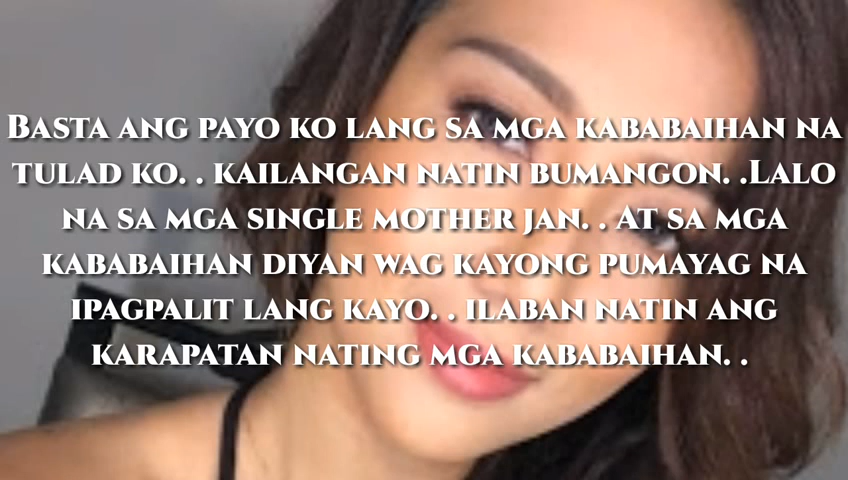 Basta ang payo ko lang sa mga kababaihan na
tulad ko. . kailangan natin bumangon. .Lalo
na sa mga single mother jan. . At sa mga
kababaihan diyan wag kayong pumayag na
ipagpalit lang kayo. . ilaban natin ang
karapatan nating mga kababaihan. .